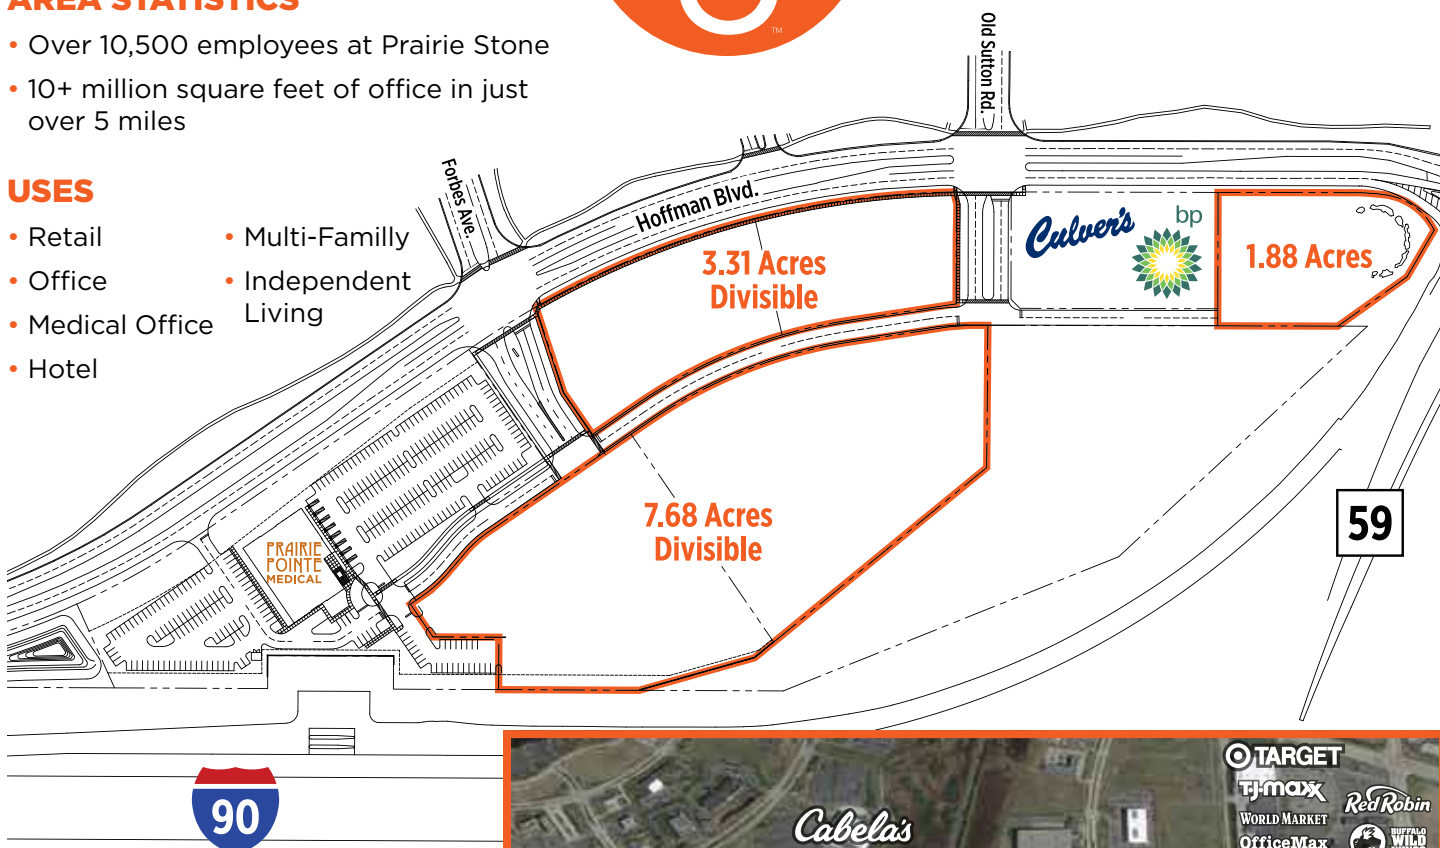 AREA STATISTICS
• Over 10,500 employees at Prairie Stone
• 10+ million square feet of office in just
over 5 miles
USES
• Retail
• Office
• Medical Office
• Hotel
• Multi-Familly
• Independent
Living
TM
Old Sutton Rd.
Forbes Ave.
Hoffman Blvd.
3.31 Acres
Divisible
Culver's
bp
1.88 Acres
7.68 Acres
Divisible
PRAIRIE
POINTE
MEDICAL
59
90
Cabela's
TARGET
TJ-maxx
WORLD MARKET
OfficeMax
Red Robin
BUFFALO
WILD